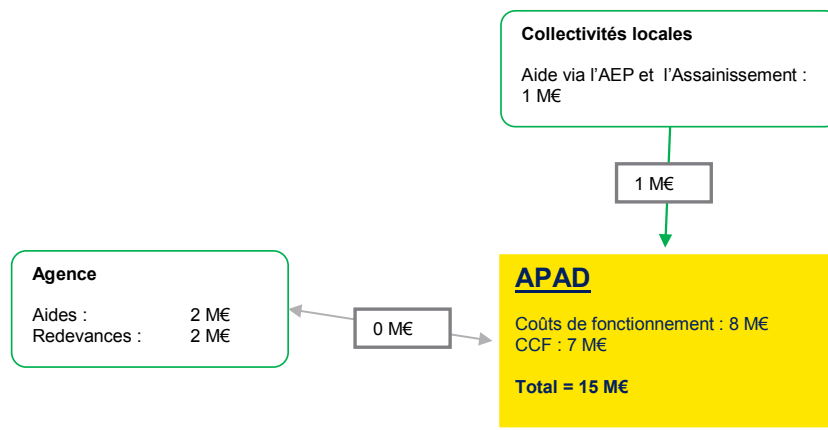 Collectivités locales
Aide via l’AEP et l’Assainissement :
1 M€
1 M€
Agence
Aides : 2 M€
Redevances : 2 M€
0 M€
APAD
Coûts de fonctionnement : 8 M€
CCF : 7 M€
Total = 15 M€